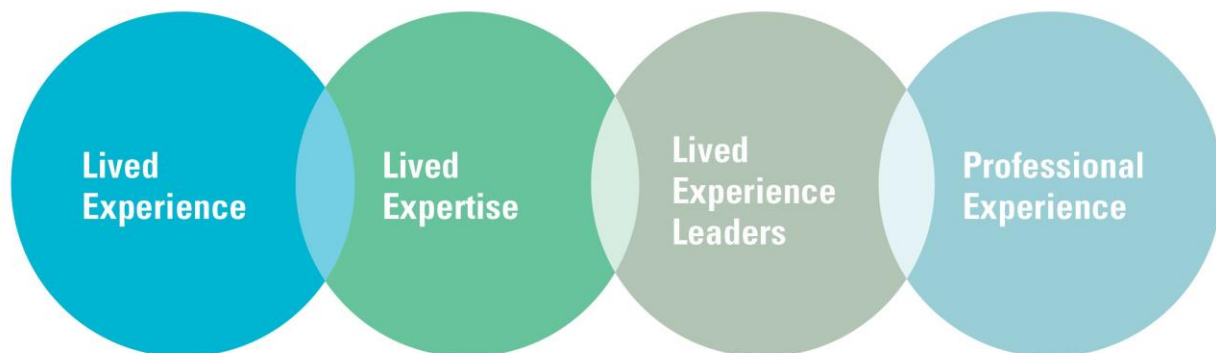 Lived
Experience
Lived
Expertise
Lived
Experience
Leaders
Professional
Experience